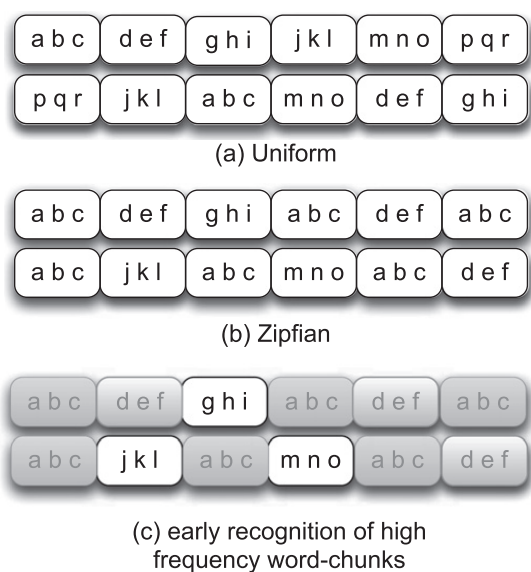 a b c d e f g h i j k l m n o p q r
p q r j k l a b c m n o d e f g h i
(a) Uniform
a b c d e f g h i a b c d e f a b c
a b c j k l a b c m n o a b c d e f
(b) Zipfian
a b c d e f g h i a b c d e f a b c
a b c j k l a b c m n o a b c d e f
(c) early recognition of high
frequency word-chunks